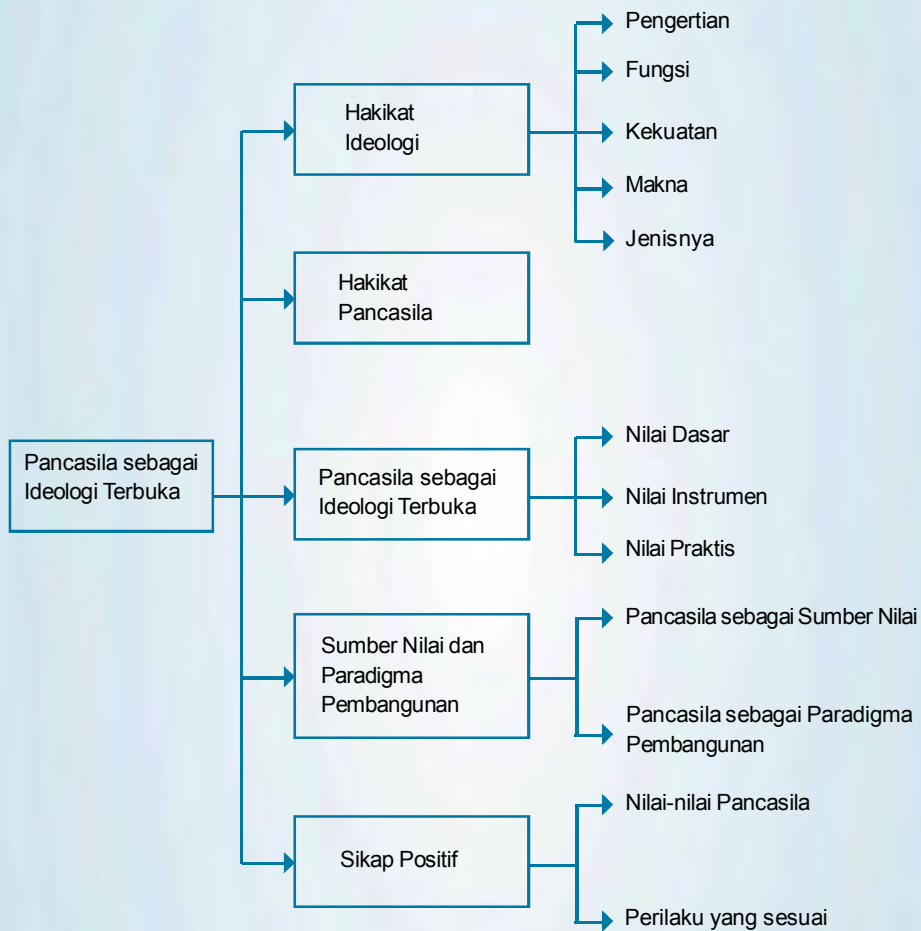 Pancasila sebagai
Ideologi Terbuka
Hakikat
Ideologi
Pengertian
Fungsi
Kekuatan
Makna
Jenisnya
Hakikat
Pancasila
Pancasila sebagai
Ideologi Terbuka
Nilai Dasar
Nilai Instrumen
Nilai Praktis
Sumber Nilai dan
Paradigma
Pembangunan
Pancasila sebagai Sumber Nilai
Pancasila sebagai Paradigma
Pembangunan
Sikap Positif
Nilai-nilai Pancasila
Perilaku yang sesuai